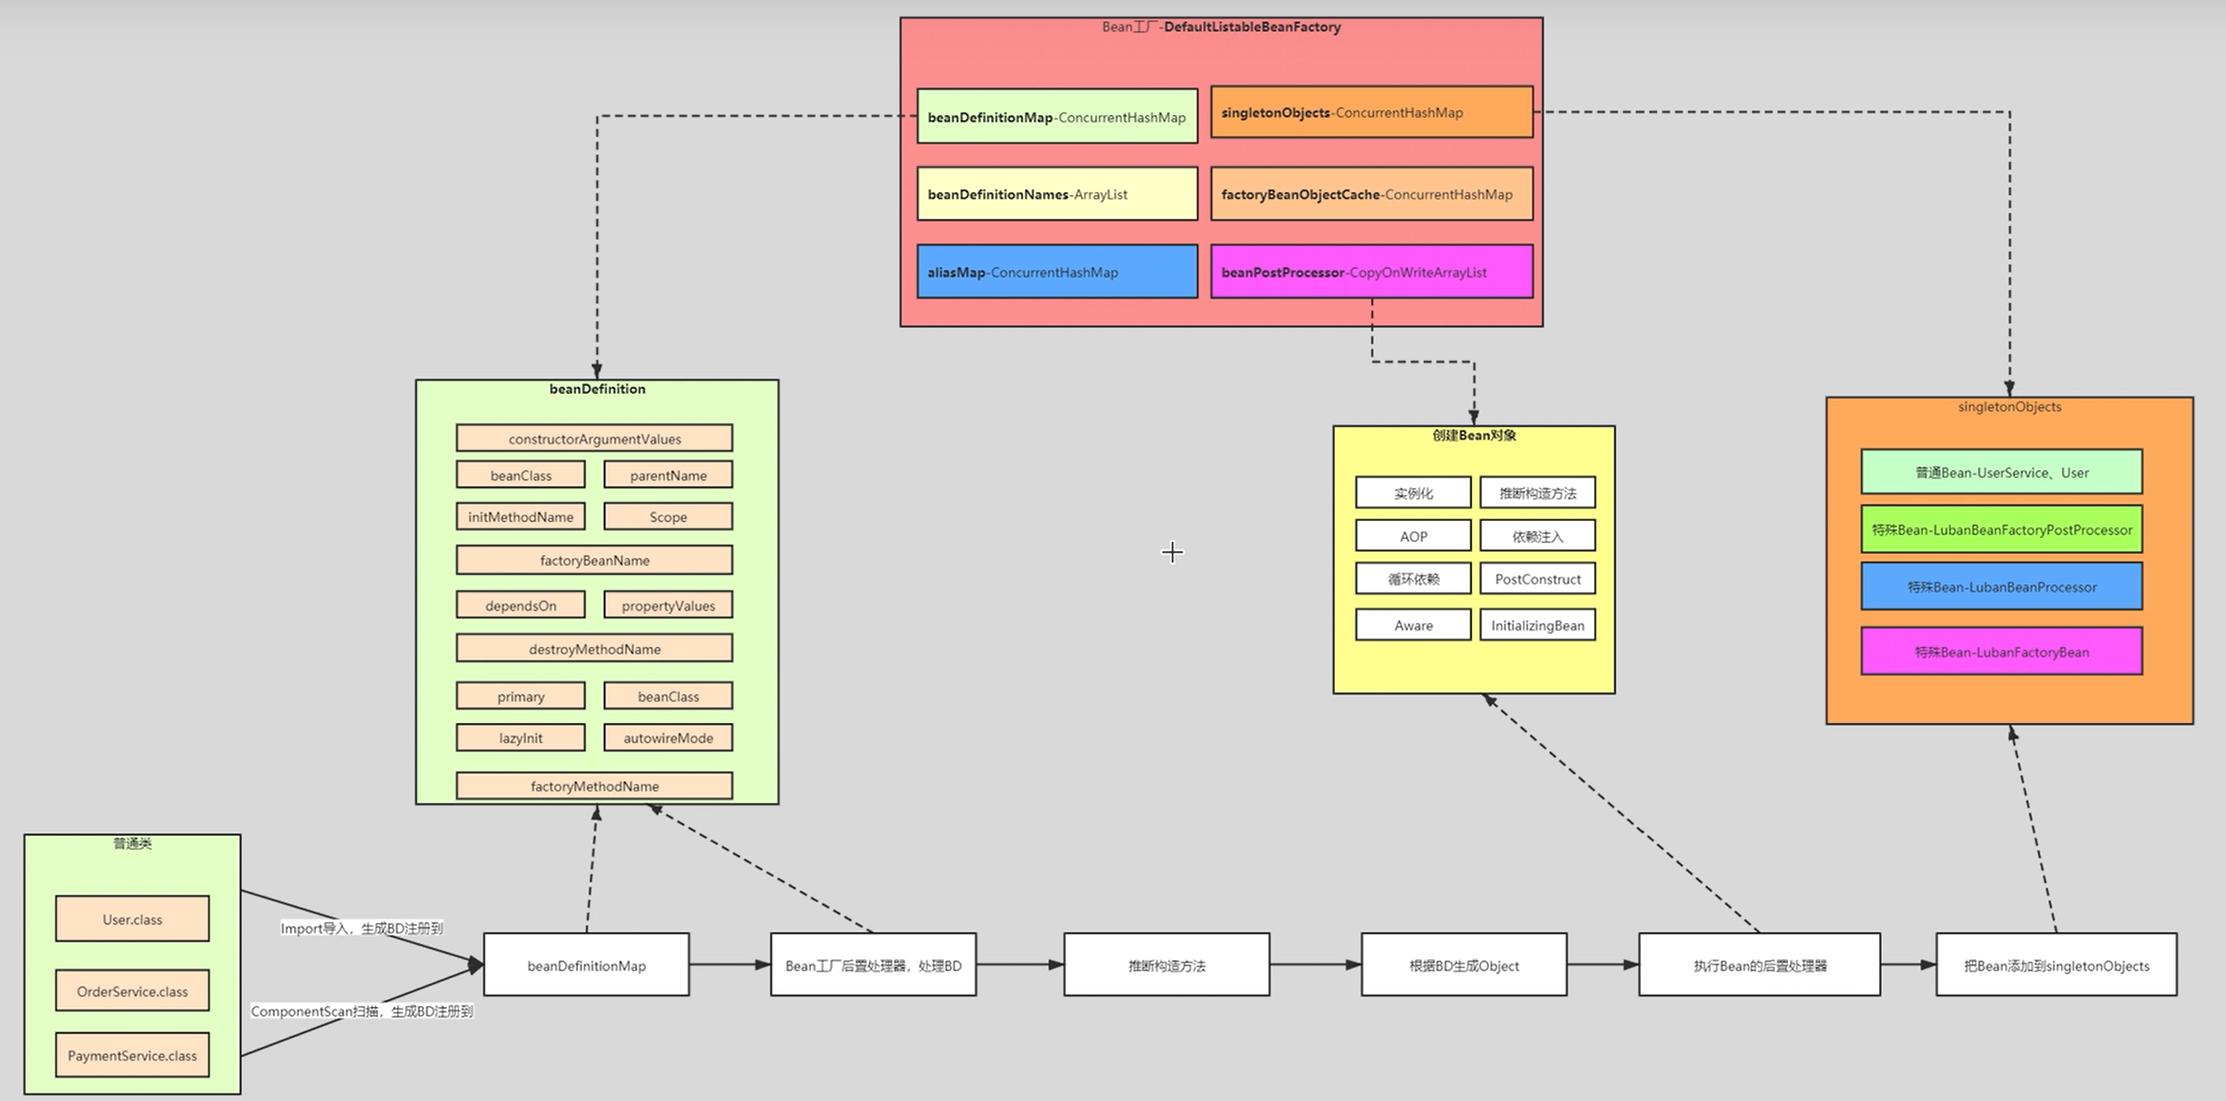 Bean工厂-DefaultListableBeanFactory
beanDefinitionMap-ConcurrentHashMap
singletonObjects-ConcurrentHashMap
beanDefinitionNames-ArrayList
factoryBeanObjectCache-ConcurrentHashMap
aliasMap-ConcurrentHashMap
beanPostProcessor-CopyOnWriteArrayList
beanDefinition
constructorArgumentValues
beanClass
parentName
initMethodName
Scope
factoryBeanName
dependsOn
propertyValues
destroyMethodName
primary
beanClass
lazyInit
autowireMode
factoryMethodName
创建Bean对象
实例化
推断构造方法
AOP
依赖注入
循环依赖
PostConstruct
Aware
InitializingBean
singletonObjects
普通Bean-UserService、User
特殊Bean-LubanBeanFactoryPostProcessor
特殊Bean-LubanBeanProcessor
特殊Bean-LubanFactoryBean
普通类
User.class
OrderService.class
PaymentService.class
Import导入，生成BD注册到
ComponentScan扫描，生成BD注册到
beanDefinitionMap
Bean工厂后置处理器，处理BD
推断构造方法
根据BD生成Object
执行Bean的后置处理器
把Bean添加到singletonObjects